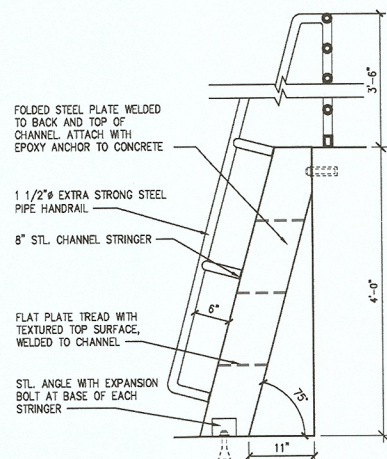 FOLDED STEEL PLATE WELDED
TO BACK AND TOP OF
CHANNEL. ATTACH WITH
EPOXY ANCHOR TO CONCRETE
1 1/2"ø EXTRA STRONG STEEL
PIPE HANDRAIL
8" STL. CHANNEL STRINGER
FLAT PLATE TREAD WITH
TEXTURED TOP SURFACE,
WELDED TO CHANNEL
STL. ANGLE WITH EXPANSION
BOLT AT BASE OF EACH
STRINGER
3'-6"
4'-0"
6"
75°
11"